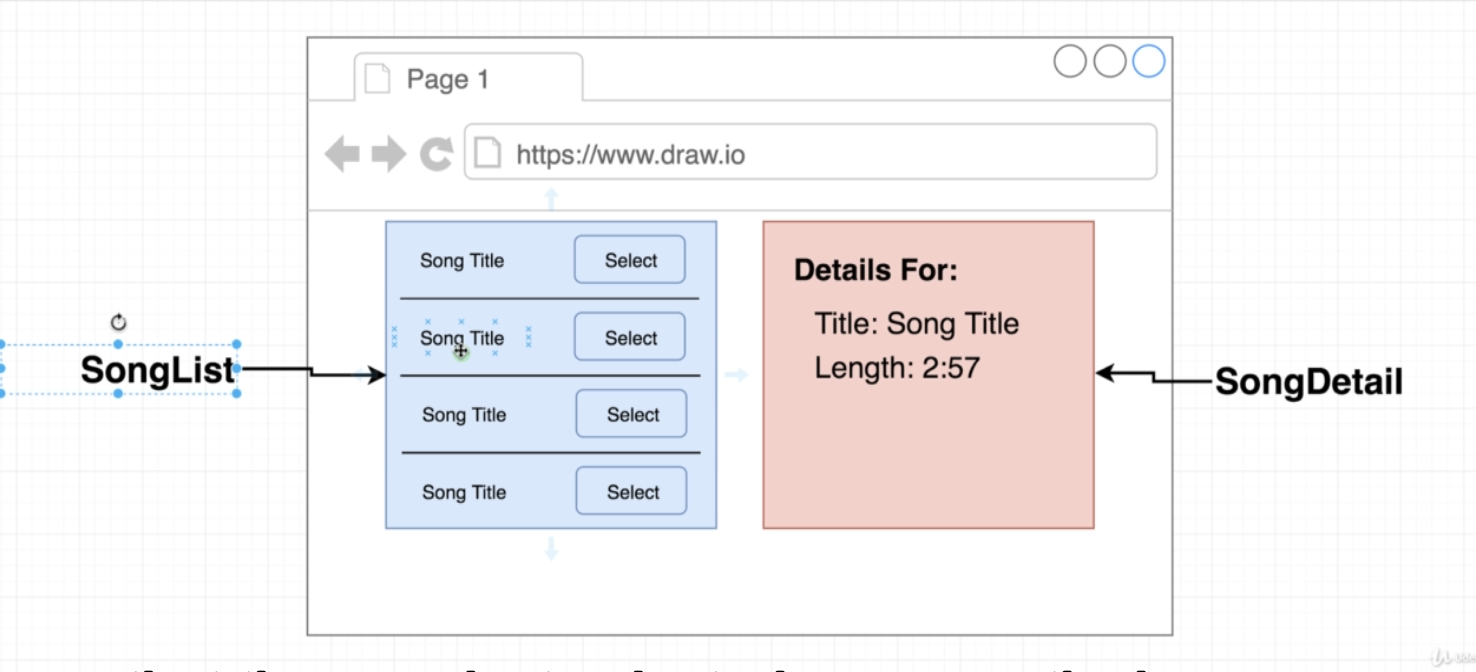 Page 1
https://www.draw.io
Song Title Select
Song Title Select
Song Title Select
Song Title Select
Details For:
Title: Song Title
Length: 2:57
SongList
SongDetail